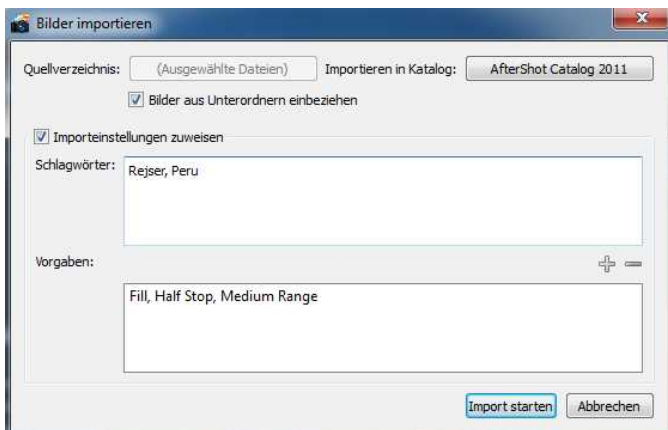 Bilder importieren
Quellverzeichnis: (Ausgewählte Dateien) Importieren in Katalog: AfterShot Catalog 2011
Bilder aus Unterordnern einbeziehen
Importeinstellungen zuweisen
Schlagwörter: Rejser, Peru
Vorgaben:
Fill, Half Stop, Medium Range
Import starten Abbrechen